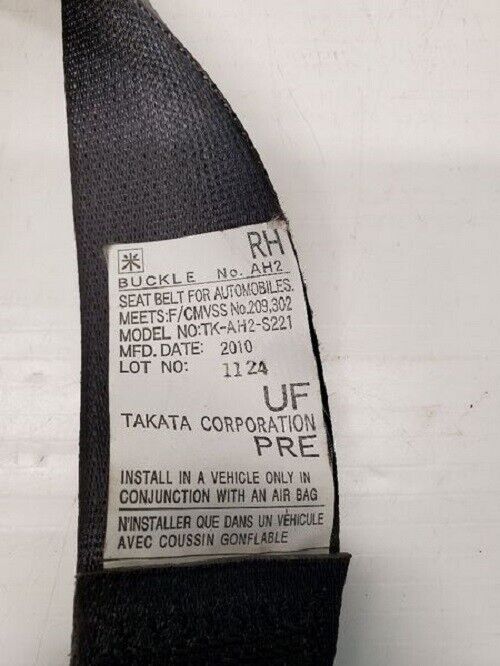 RH
米
BUCKLE No. AH2
SEAT BELT FOR AUTOMOBILES.
MEETS:F/CMVSS No.209,302
MODEL NO:TK-AH2-S221
MFD. DATE: 2010
LOT NO: 1124
UF
TAKATA CORPORATION
PRE
INSTALL IN A VEHICLE ONLY IN
CONJUNCTION WITH AN AIR BAG
N'INSTALLER QUE DANS UN VÉHICULE
AVEC COUSSIN GONFLABLE